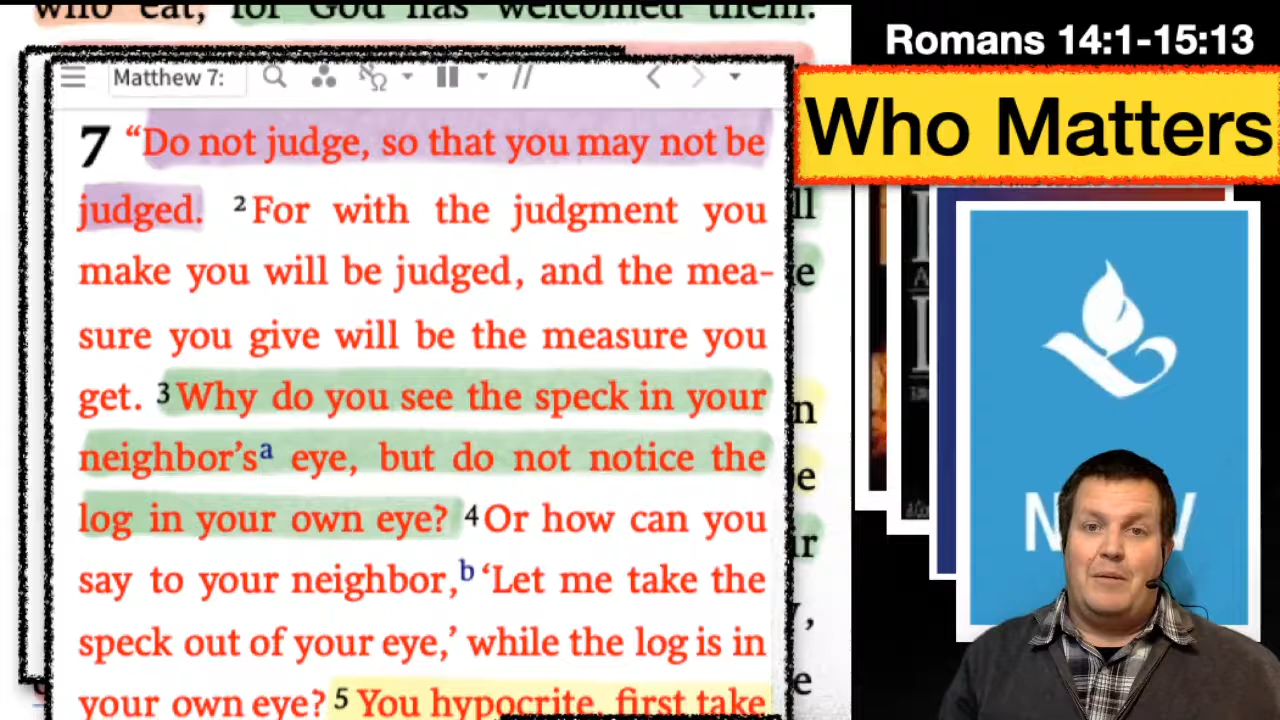 who eat, for God has welcomed them.
Romans 14:1-15:13
Who Matters
Matthew 7:
7 “Do not judge, so that you may not be
judged. 2 For with the judgment you
make you will be judged, and the mea-
sure you give will be the measure you
get. 3 Why do you see the speck in your
neighbor’sa eye, but do not notice the
log in your own eye? 4 Or how can you
say to your neighbor,b ‘Let me take the
speck out of your eye,’ while the log is in
your own eye? 5 You hypocrite, first take